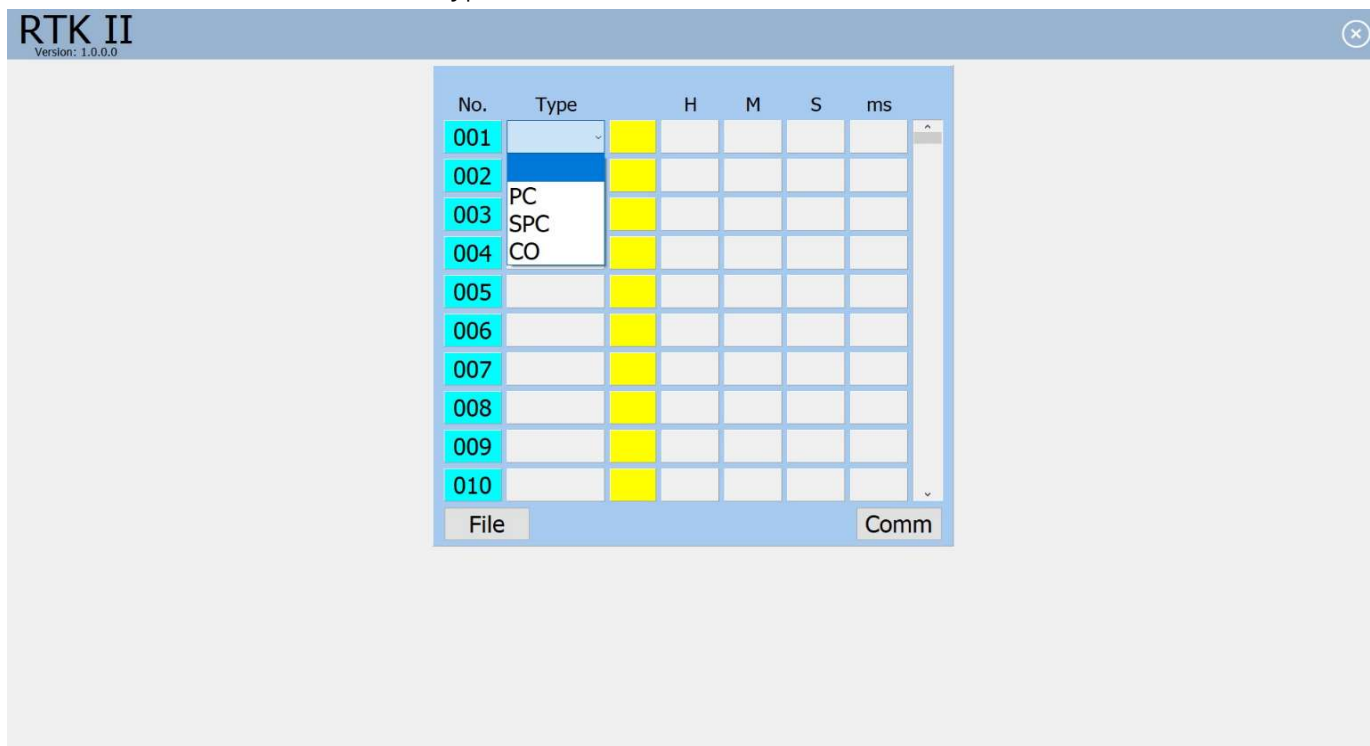 RTK II
Version: 1.0.0.0
No. Type H M S ms
001
002
PC
003
SPC
004 CO
005
006
007
008
009
010
File Comm